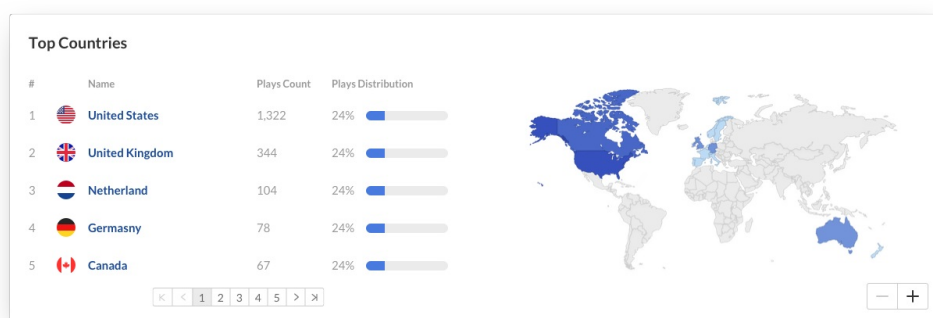 Top Countries
# Name Plays Count Plays Distribution
1 United States 1,322 24%
2 United Kingdom 344 24%
3 Netherland 104 24%
4 Germasny 78 24%
5 Canada 67 24%
1 2 3 4 5